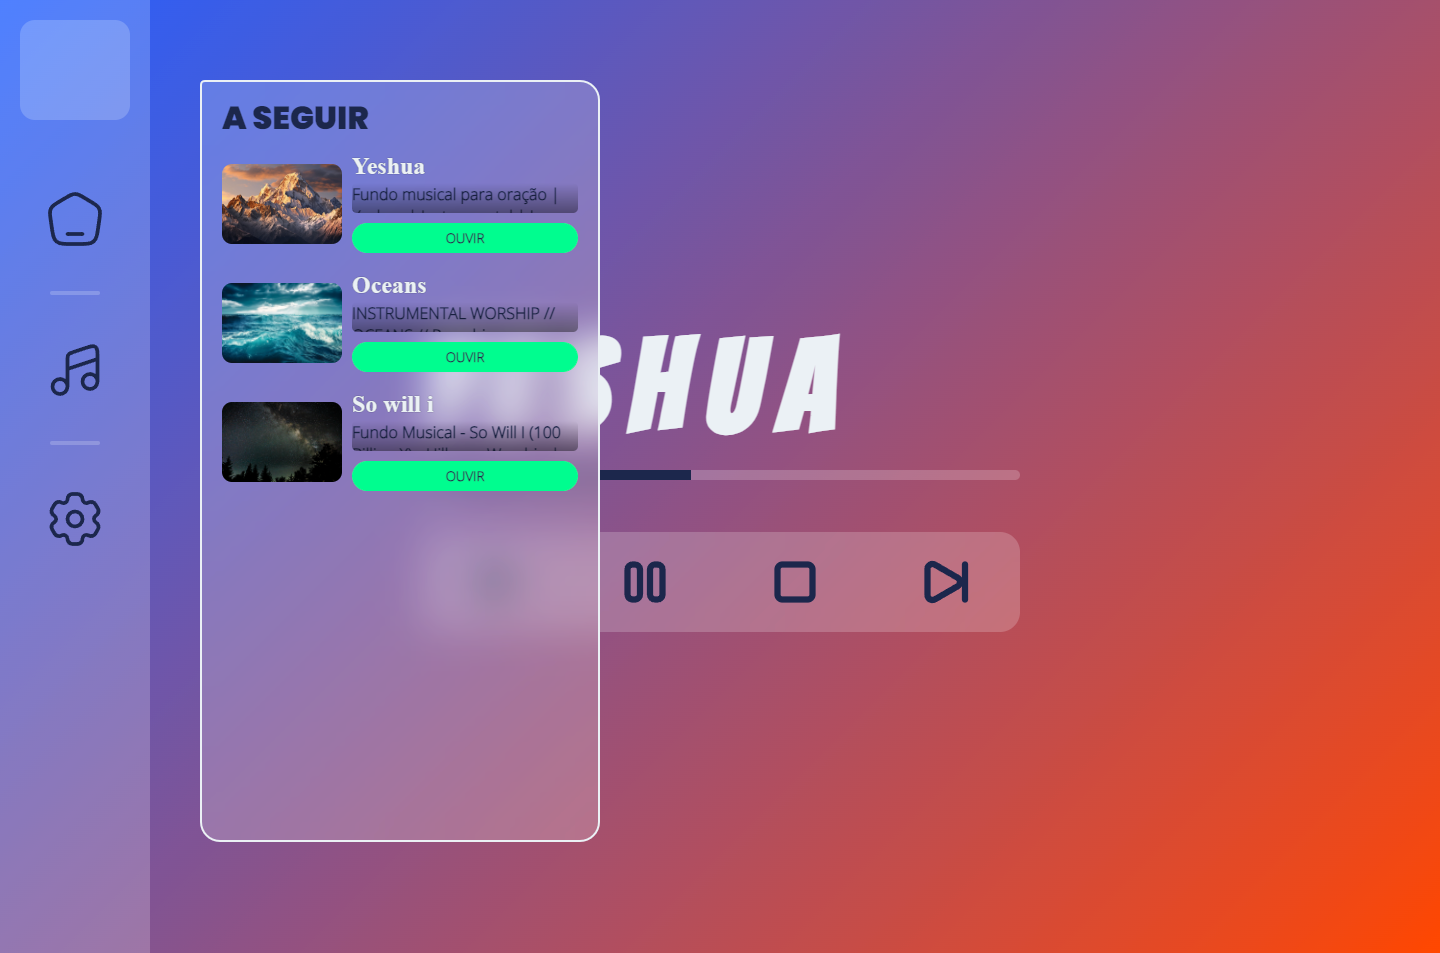 A SEGUIR
Yeshua
Fundo musical para oração |
OUVIR
Oceans
INSTRUMENTAL WORSHIP //
OUVIR
So will i
Fundo Musical - So Will I (100
OUVIR
SHUA